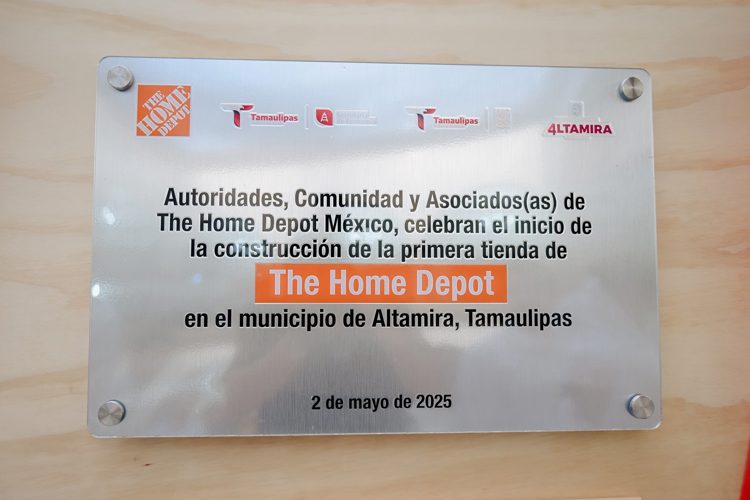 THE HOME DEPOT
Tamaulipas
Tamaulipas
ALTAMIRA
Autoridades, Comunidad y Asociados(as) de
The Home Depot México, celebran el inicio de
la construcción de la primera tienda de
The Home Depot
en el municipio de Altamira, Tamaulipas
2 de mayo de 2025